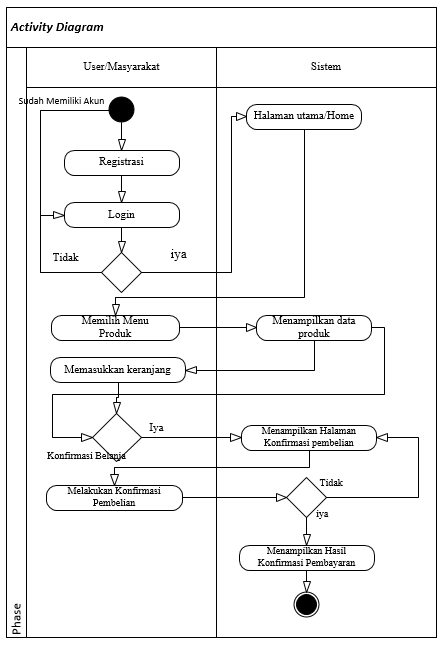 Activity Diagram
User/Masyarakat
Sistem
Sudah Memiliki Akun
Halaman utama/Home
Registrasi
Login
Tidak
iya
Memilih Menu
Produk
Menampilkan data
produk
Memasukkan keranjang
Iya
Menampilkan Halaman
Konfirmasi pembelian
Konfirmasi Belanja
Tidak
Melakukan Konfirmasi
Pembelian
iya
Menampilkan Hasil
Konfirmasi Pembayaran
Phase